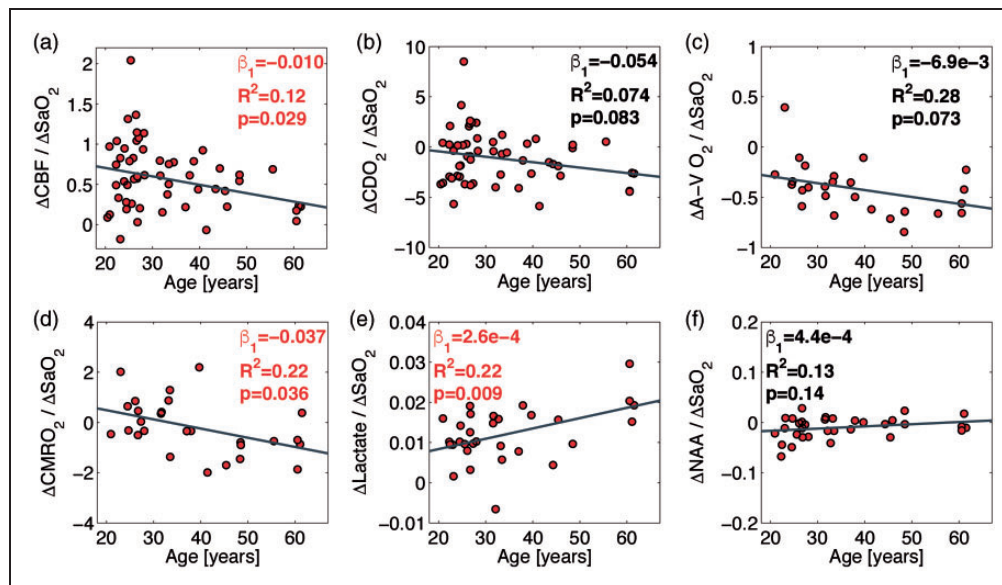 (a)
ΔCBF / ΔSaO₂
2
1.5
1
0.5
0
β₁=−0.010
R²=0.12
p=0.029
20 30 40 50 60
Age [years]
(b)
ΔCDO₂ / ΔSaO₂
10
5
0
−5
−10
β₁=−0.054
R²=0.074
p=0.083
20 30 40 50 60
Age [years]
(c)
ΔA−V O₂ / ΔSaO₂
1
0.5
0
−0.5
−1
β₁=−6.9e−3
R²=0.28
p=0.073
20 30 40 50 60
Age [years]
(d)
ΔCMRO₂ / ΔSaO₂
4
2
0
−2
−4
β₁=−0.037
R²=0.22
p=0.036
20 30 40 50 60
Age [years]
(e)
ΔLactate / ΔSaO₂
0.04
0.03
0.02
0.01
0
−0.01
β₁=2.6e−4
R²=0.22
p=0.009
20 30 40 50 60
Age [years]
(f)
ΔNAA / ΔSaO₂
0.2
0.1
0
−0.1
−0.2
β₁=4.4e−4
R²=0.13
p=0.14
20 30 40 50 60
Age [years]